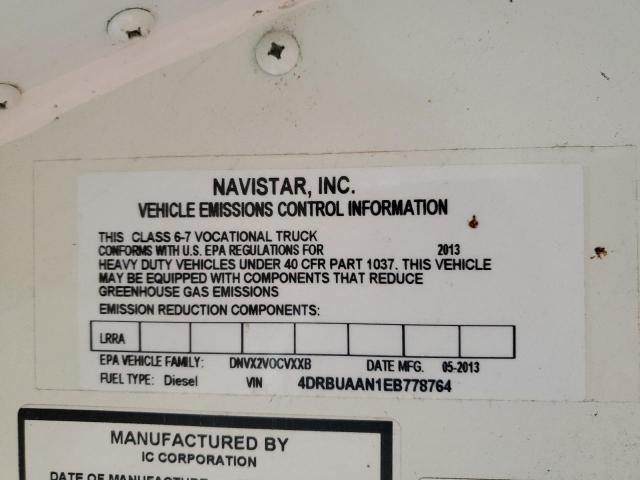 NAVISTAR, INC.
VEHICLE EMISSIONS CONTROL INFORMATION
THIS CLASS 6-7 VOCATIONAL TRUCK
CONFORMS WITH U.S. EPA REGULATIONS FOR 2013
HEAVY DUTY VEHICLES UNDER 40 CFR PART 1037. THIS VEHICLE
MAY BE EQUIPPED WITH COMPONENTS THAT REDUCE
GREENHOUSE GAS EMISSIONS
EMISSION REDUCTION COMPONENTS:
LRRA
EPA VEHICLE FAMILY: DNVX2VOCVXXB DATE MFG. 05-2013
FUEL TYPE: Diesel VIN 4DRBUAAN1EB778764
MANUFACTURED BY
IC CORPORATION
DATE OF MANUFACTURE